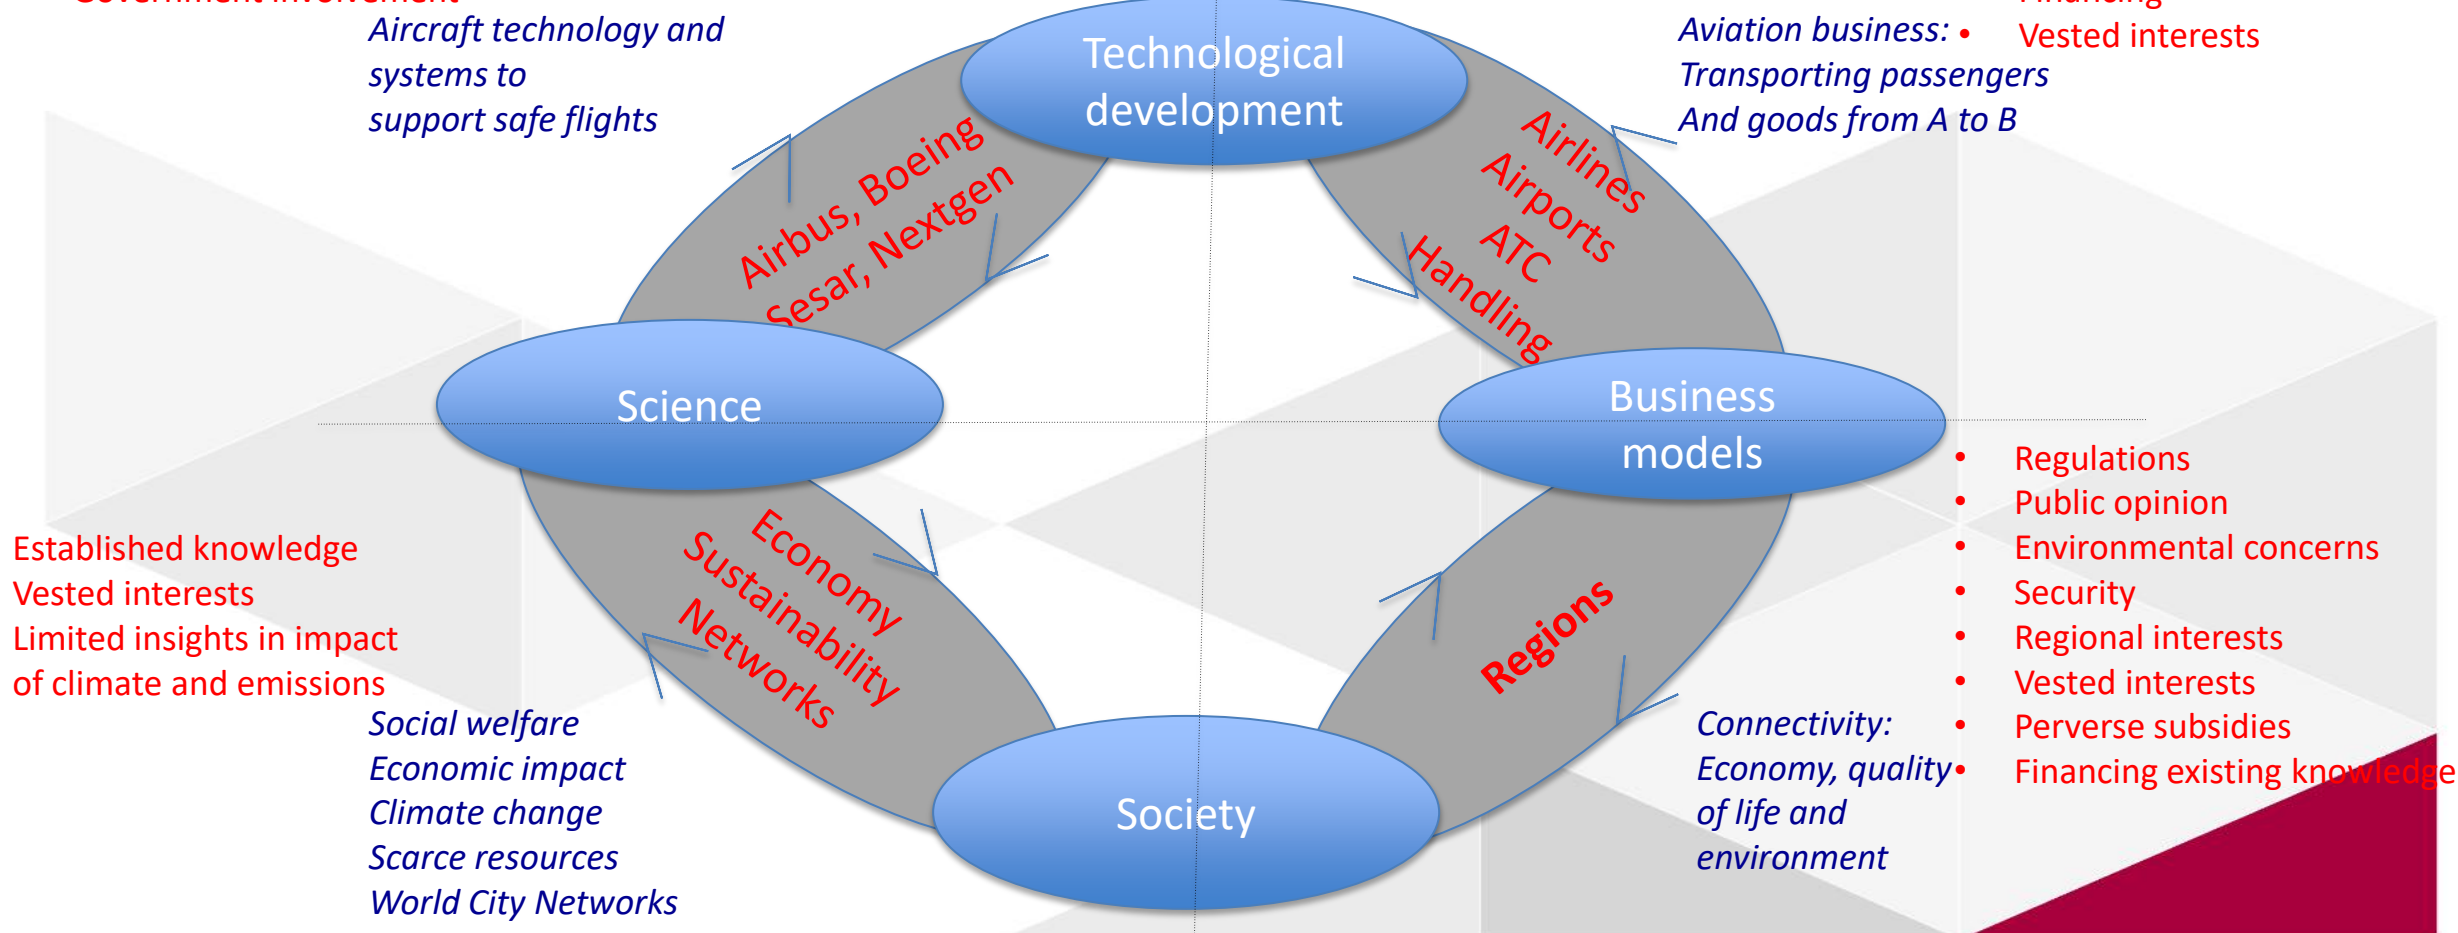 Government involvement
Aircraft technology and
systems to
support safe flights
Technological
development
Aviation business:
Transporting passengers
And goods from A to B
Financing
• Vested interests
Airbus, Boeing
Sesar, Nextgen
Airlines
Airports
ATC
Handling
Science
Business
models
Established knowledge
Vested interests
Limited insights in impact
of climate and emissions
Economy
Sustainability
Networks
Regions
• Regulations
• Public opinion
• Environmental concerns
• Security
• Regional interests
• Vested interests
• Perverse subsidies
• Financing existing knowledge
Social welfare
Economic impact
Climate change
Scarce resources
World City Networks
Society
Connectivity:
Economy, quality
of life and
environment